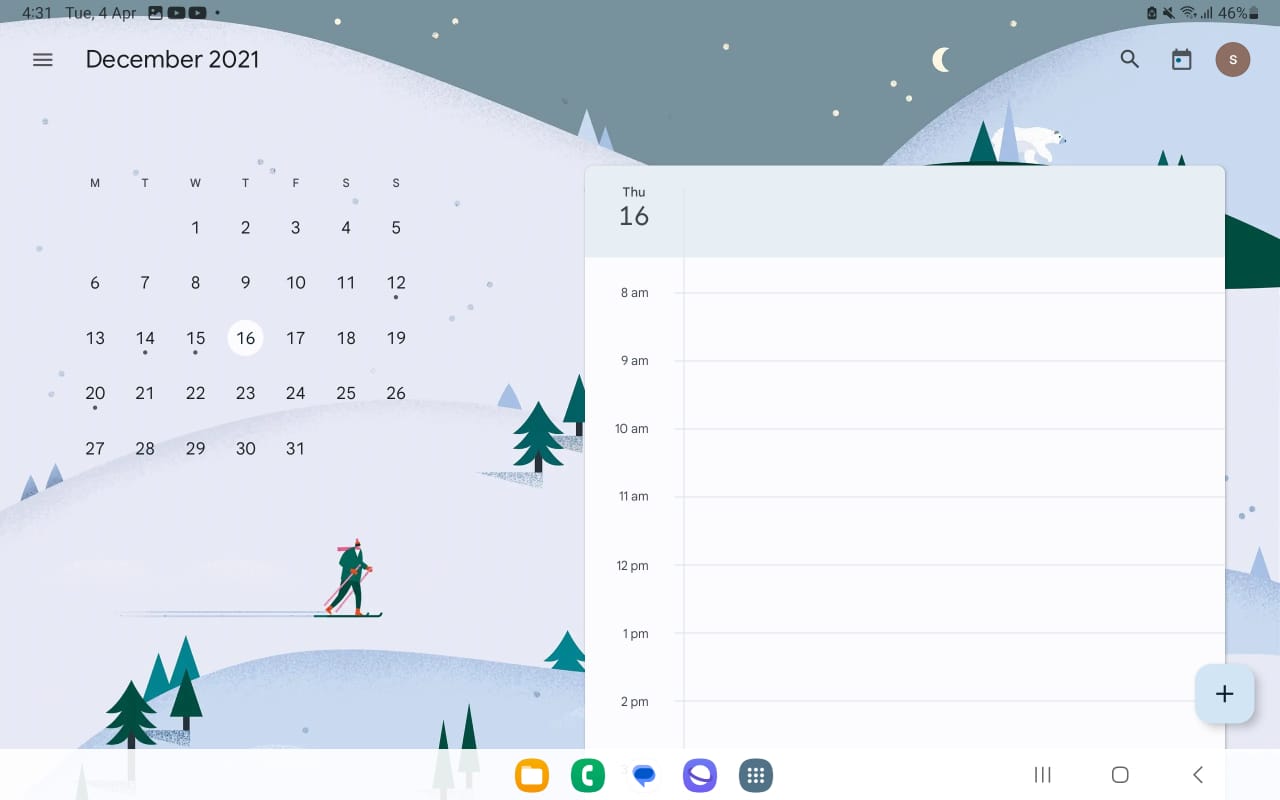 4:31 Tue, 4 Apr 46%
December 2021 S
M T W T F S S
1 2 3 4 5
6 7 8 9 10 11 12
13 14 15 16 17 18 19
20 21 22 23 24 25 26
27 28 29 30 31
Thu
16
8 am
9 am
10 am
11 am
12 pm
1 pm
2 pm